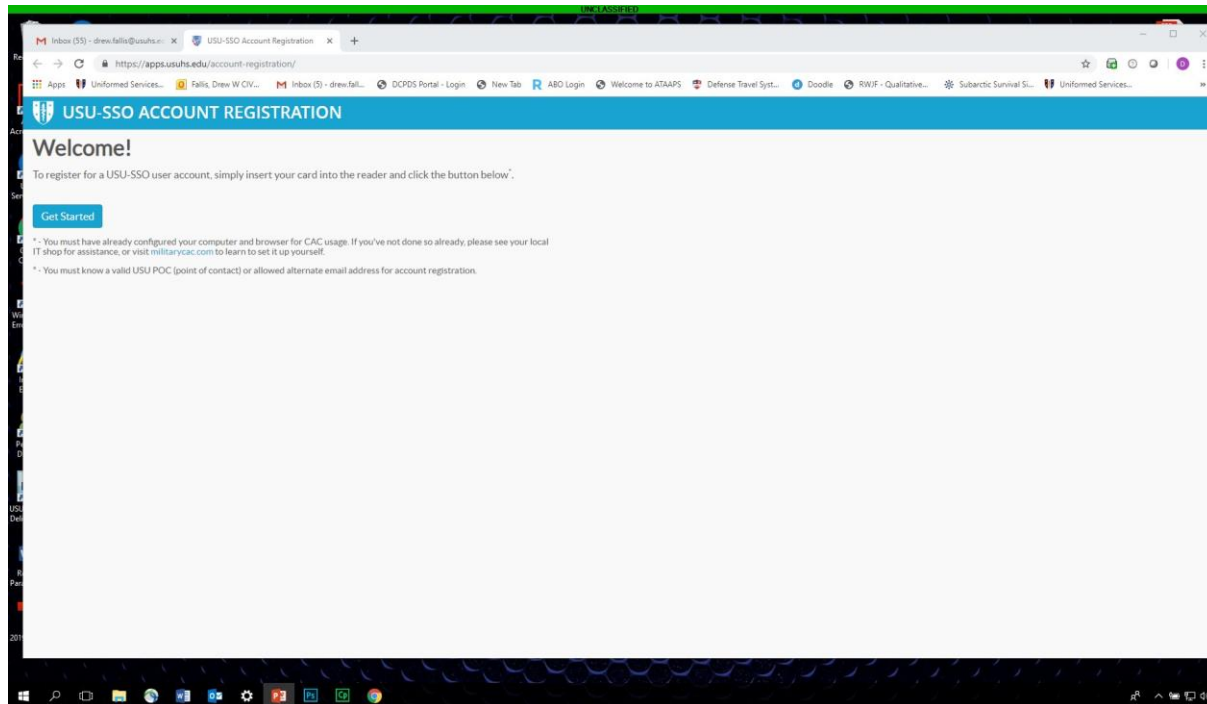 UNCLASSIFIED
Inbox (55) - drew.fallis@usuhs.e
USU-SSO Account Registration
https://apps.usuhs.edu/account-registration/
Apps Uniformed Services... Fallis, Drew W CIV... Inbox (5) - drew.fall... DCPDS Portal - Login New Tab ABO Login Welcome to ATAAPS Defense Travel Syst... Doodle RWJF - Qualitative... Subarctic Survival Si... Uniformed Services... »
USU-SSO ACCOUNT REGISTRATION
Welcome!
To register for a USU-SSO user account, simply insert your card into the reader and click the button below*.
Get Started
* - You must have already configured your computer and browser for CAC usage. If you've not done so already, please see your local
IT shop for assistance, or visit militarycac.com to learn to set it up yourself.
* - You must know a valid USU POC (point of contact) or allowed alternate email address for account registration.